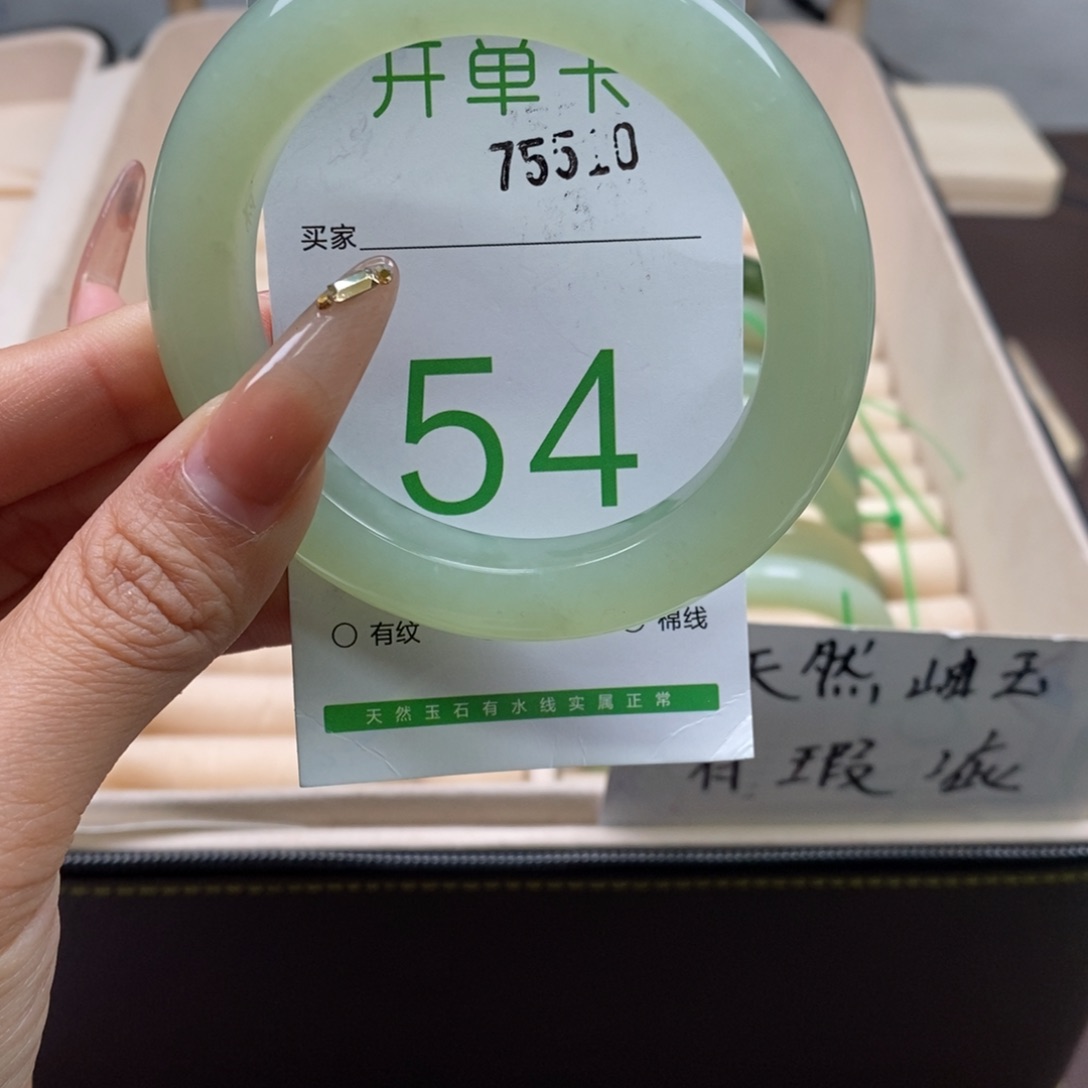 开单卡
75510
买家
54
有纹 棉线
天然玉石有水线实属正常
天然,岫玉
有瑕疵